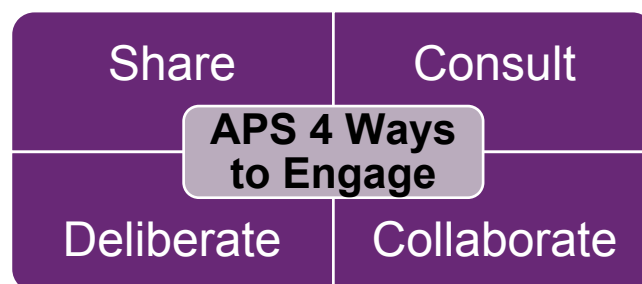 Share
Consult
APS 4 Ways
to Engage
Deliberate
Collaborate